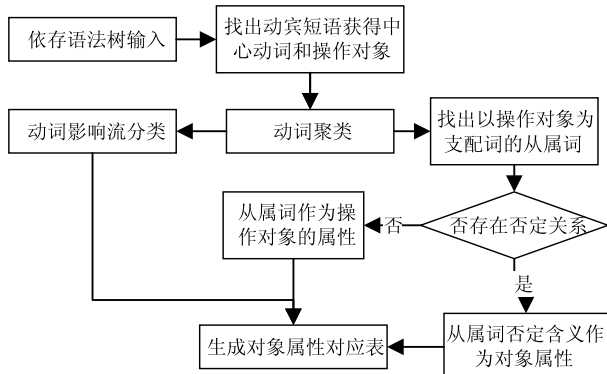 依存语法树输入
找出动宾短语获得中
心动词和操作对象
动词影响流分类
动词聚类
找出以操作对象为
支配词的从属词
从属词作为操
作对象的属性
否
否存在否定关系
是
生成对象属性对应表
从属词否定含义作
为对象属性